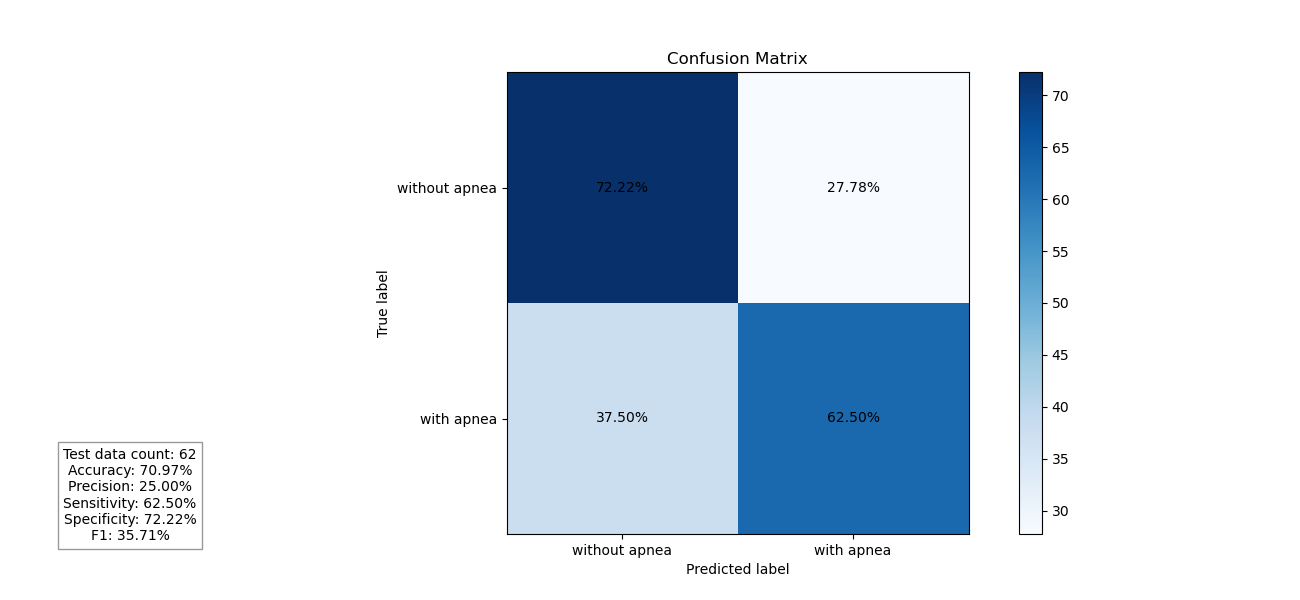 Confusion Matrix
True label
without apnea
with apnea
72.22%
27.78%
37.50%
62.50%
without apnea
with apnea
Predicted label
70
65
60
55
50
45
40
35
30
Test data count: 62
Accuracy: 70.97%
Precision: 25.00%
Sensitivity: 62.50%
Specificity: 72.22%
F1: 35.71%